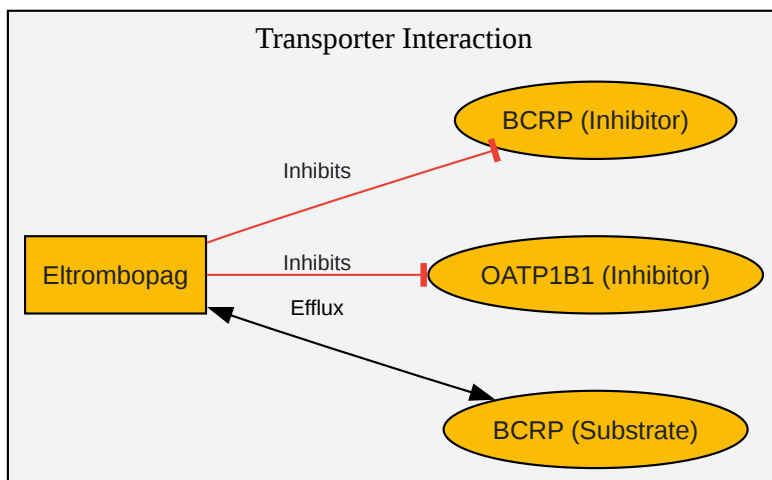 Transporter Interaction
BCRP (Inhibitor)
Inhibits
Inhibits
Eltrombopag
OATP1B1 (Inhibitor)
Efflux
BCRP (Substrate)